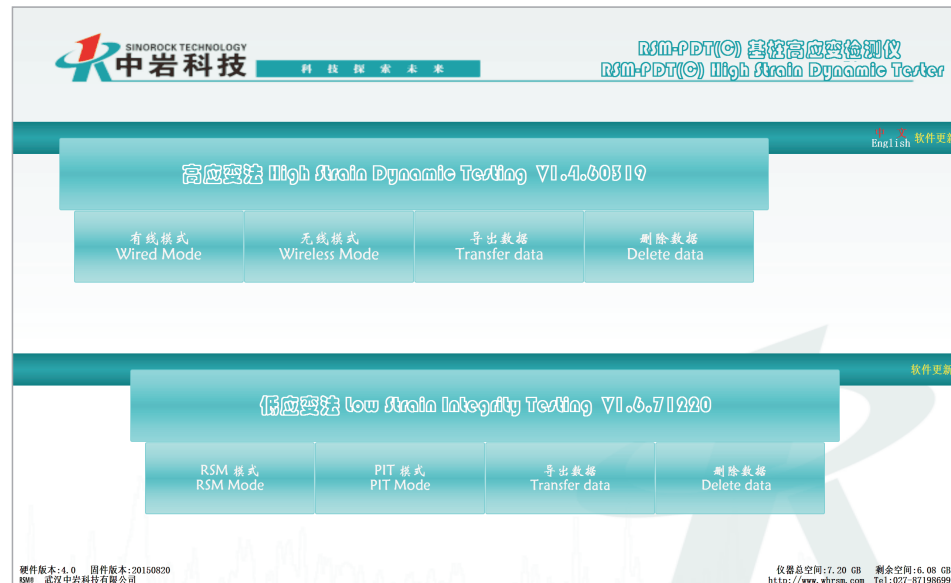 SINOROCK TECHNOLOGY
中岩科技
科 技 探 索 未 来
RSM-PDT(C) 基桩高应变检测仪
RSM-PDT(C) High Strain Dynamic Tester
中 文
English 软件更新
高应变法 High Strain Dynamic Testing V1.4.60319
有线模式 无线模式 导出数据 删除数据
Wired Mode Wireless Mode Transfer data Delete data
软件更新
低应变法 Low Strain Integrity Testing V1.6.71220
RSM 模式 PIT 模式 导出数据 删除数据
RSM Mode PIT Mode Transfer data Delete data
硬件版本:4.0 固件版本:20150820 仪器总空间:7.20 GB 剩余空间:6.08 GB
RSM® 武汉中岩科技有限公司 http://www.whrsm.com